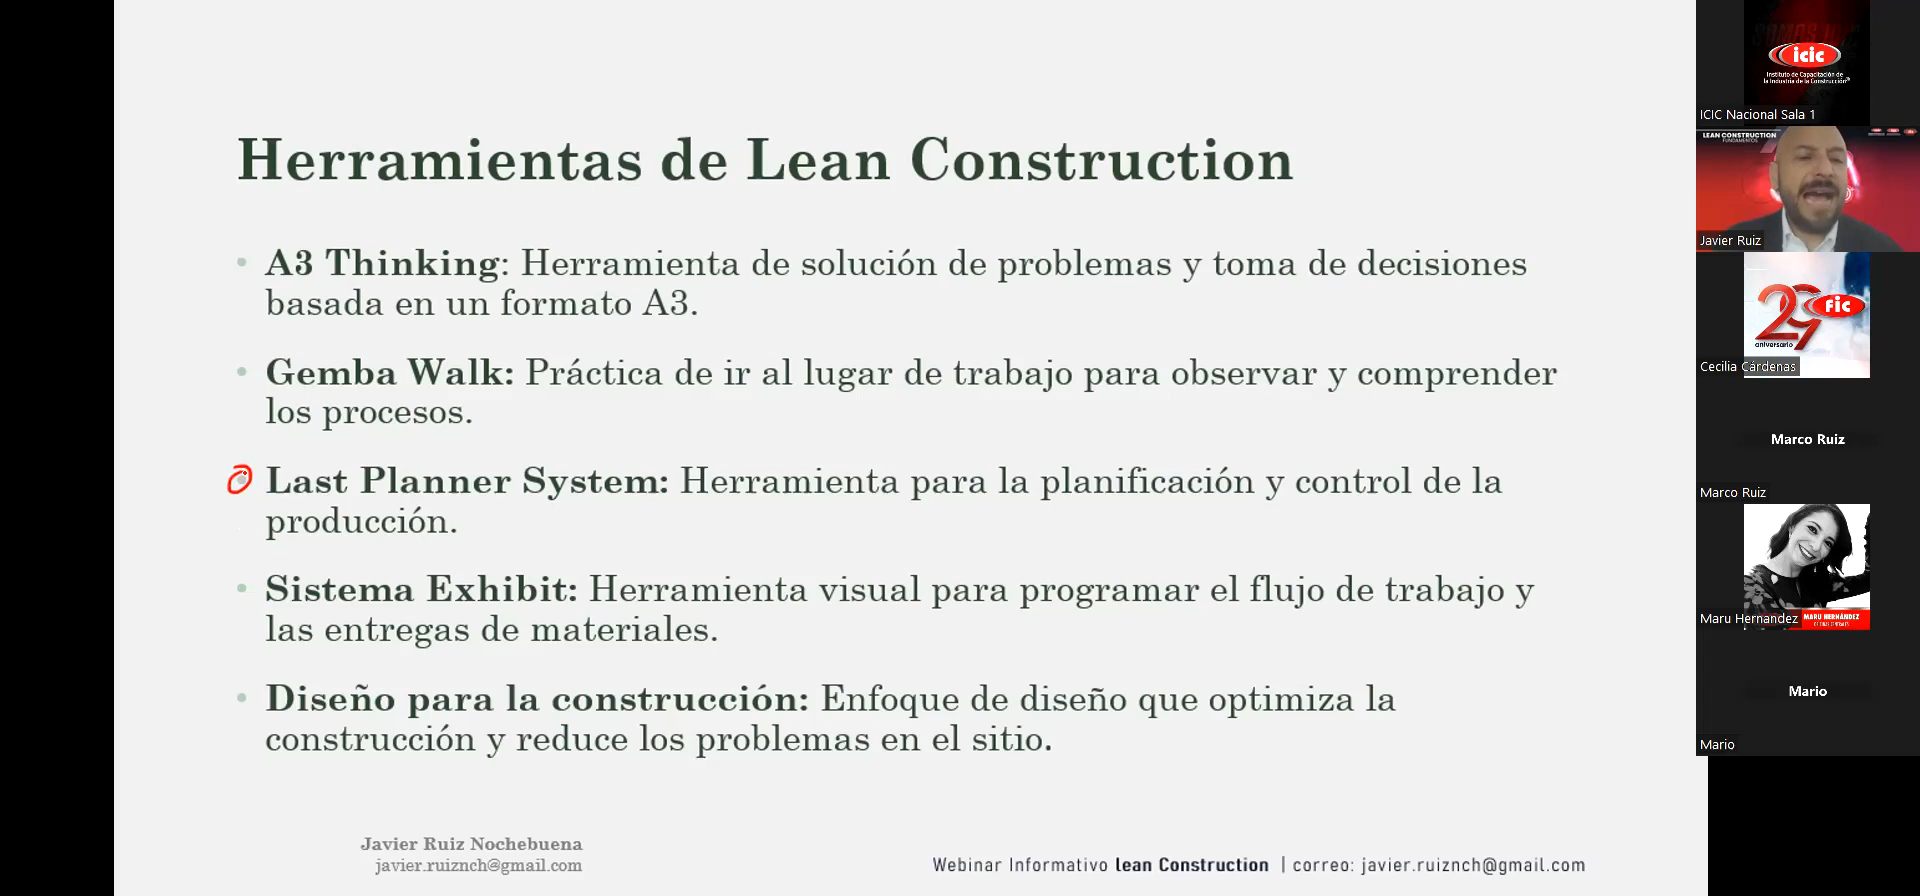 Herramientas de Lean Construction
• A3 Thinking: Herramienta de solución de problemas y toma de decisiones
basada en un formato A3.
• Gemba Walk: Práctica de ir al lugar de trabajo para observar y comprender
los procesos.
Last Planner System: Herramienta para la planificación y control de la
producción.
• Sistema Exhibit: Herramienta visual para programar el flujo de trabajo y
las entregas de materiales.
• Diseño para la construcción: Enfoque de diseño que optimiza la
construcción y reduce los problemas en el sitio.
Javier Ruiz Nochebuena
javier.ruiznch@gmail.com
Webinar Informativo lean Construction | correo: javier.ruiznch@gmail.com
icic
Instituto de Capacitación de
la Industria de la Construcción®
ICIC Nacional Sala 1
LEAN CONSTRUCTION
FUNDAMENTOS
Javier Ruiz
29
Fic
aniversario
Cecilia Cárdenas
Marco Ruiz
Marco Ruiz
MARU HERNÁNDEZ
Maru Hernandez
Mario
Mario